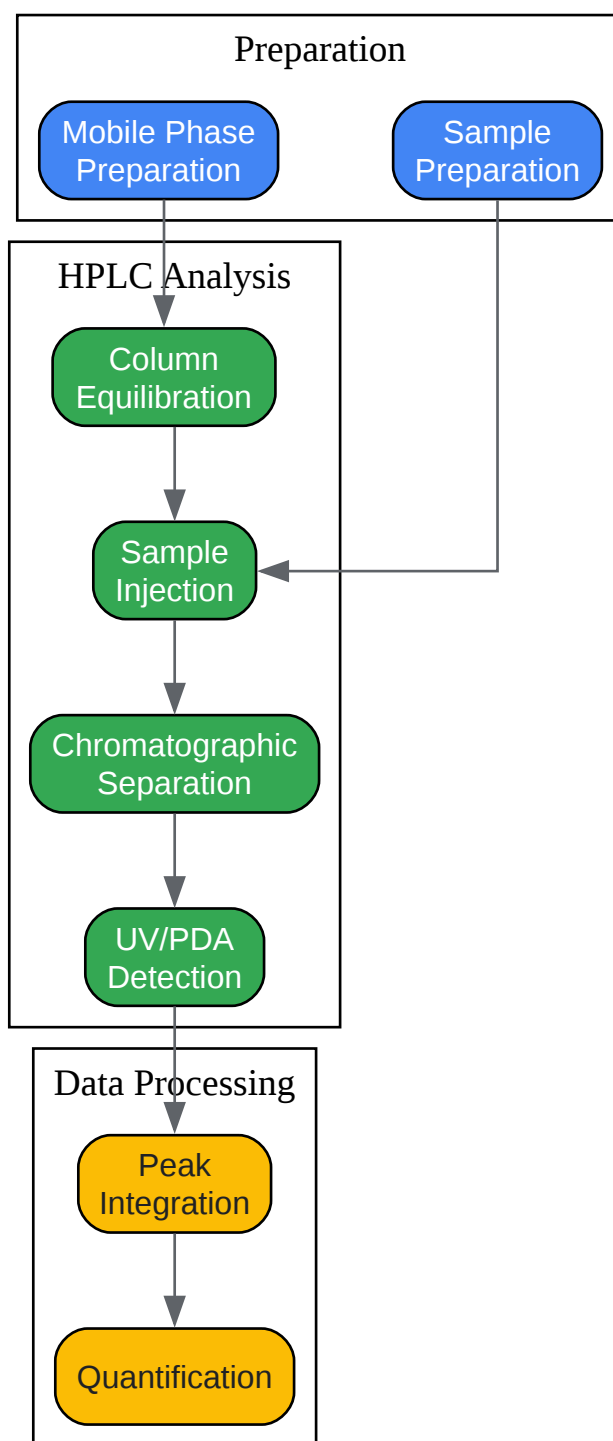 Preparation
Mobile Phase
Preparation
Sample
Preparation
HPLC Analysis
Column
Equilibration
Sample
Injection
Chromatographic
Separation
UV/PDA
Detection
Data Processing
Peak
Integration
Quantification